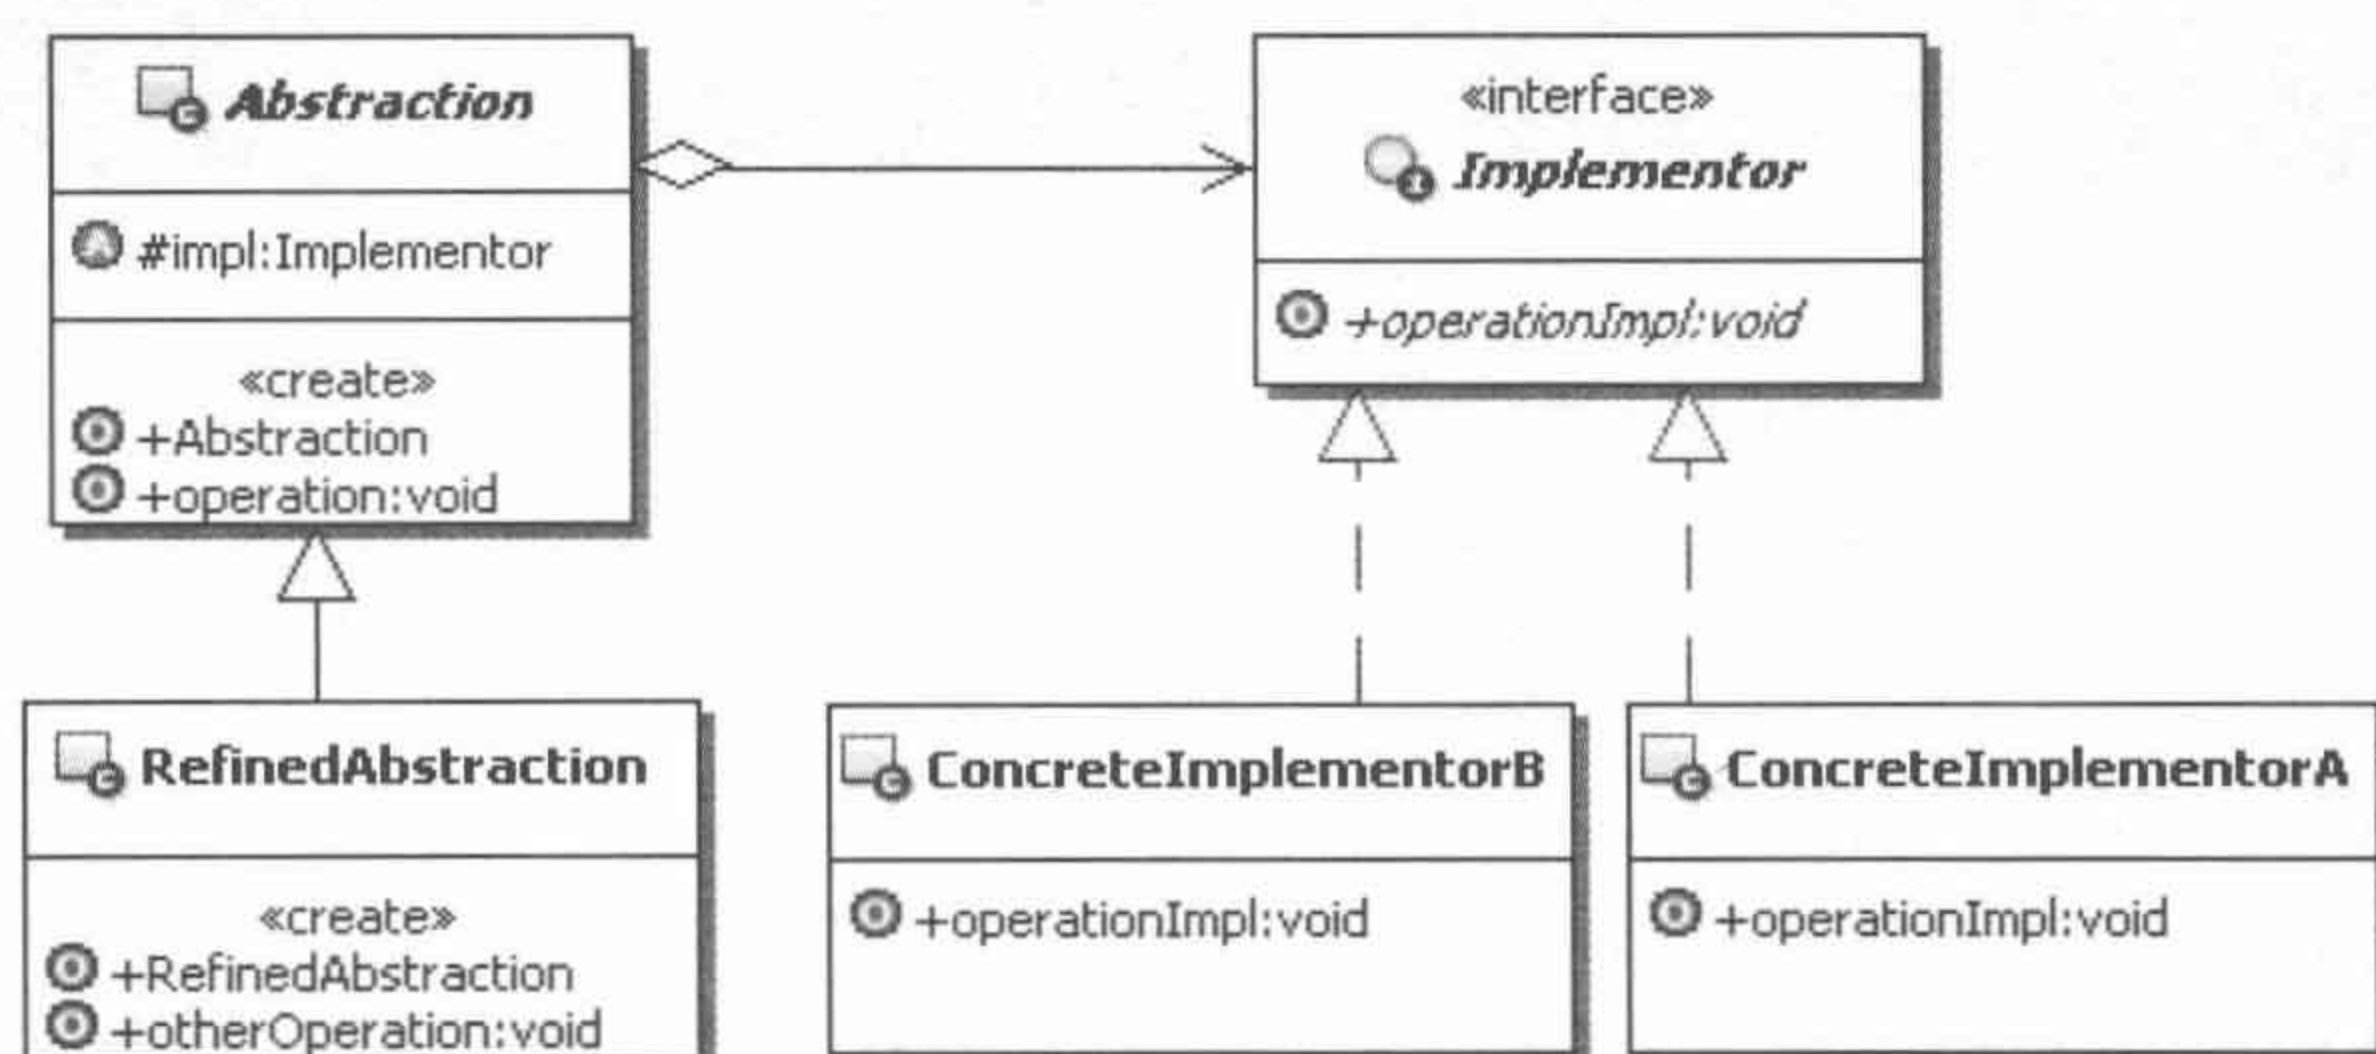 Abstraction
#impl:Implementor
«create»
+Abstraction
+operation:void
«interface»
Implementor
+operationImpl:void
RefinedAbstraction
«create»
+RefinedAbstraction
+otherOperation:void
ConcreteImplementorB
+operationImpl:void
ConcreteImplementorA
+operationImpl:void